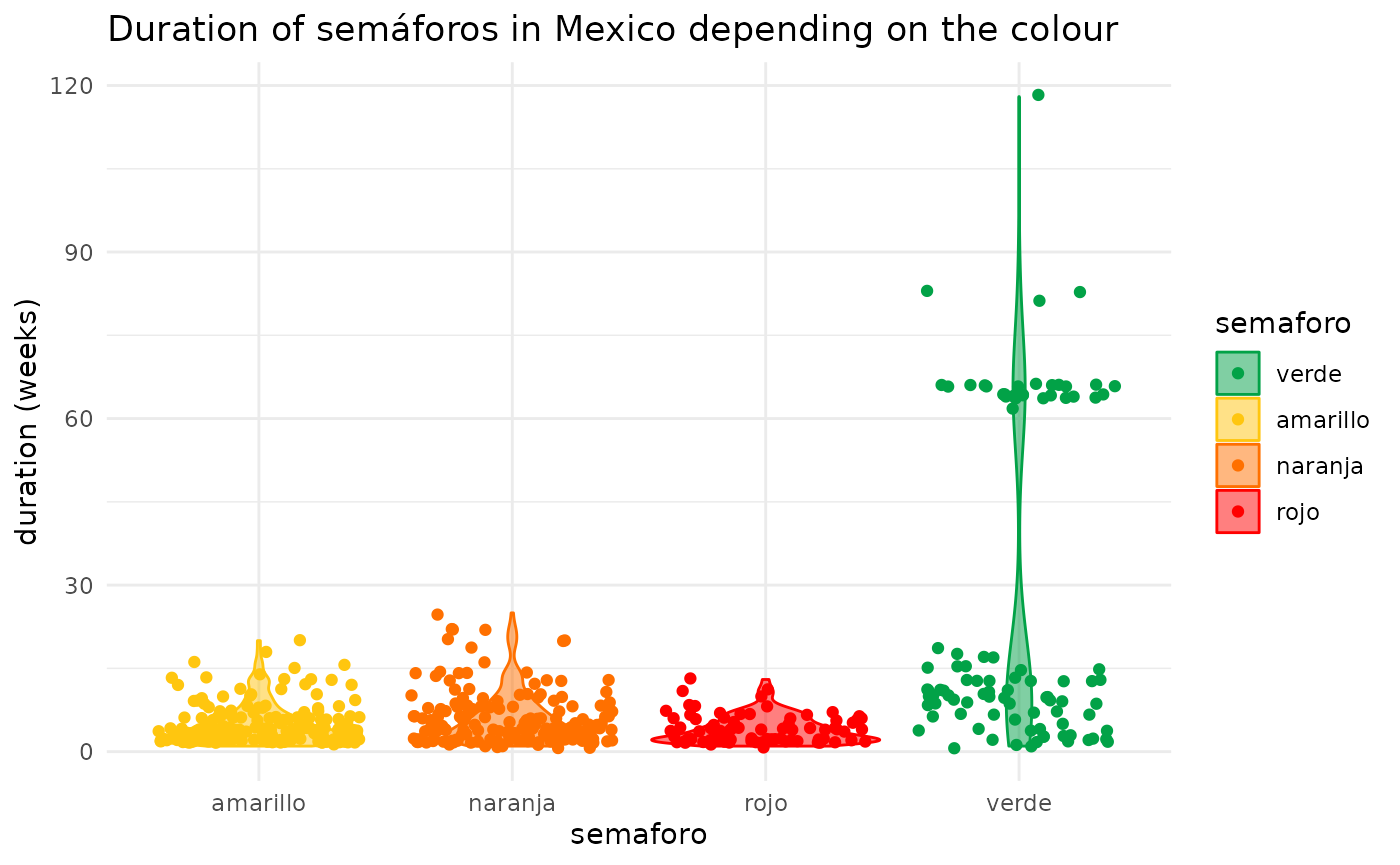 Duration of semáforos in Mexico depending on the colour
120
90
60
30
0
duration (weeks)
amarillo
naranja
rojo
verde
semaforo
semaforo
verde
amarillo
naranja
rojo